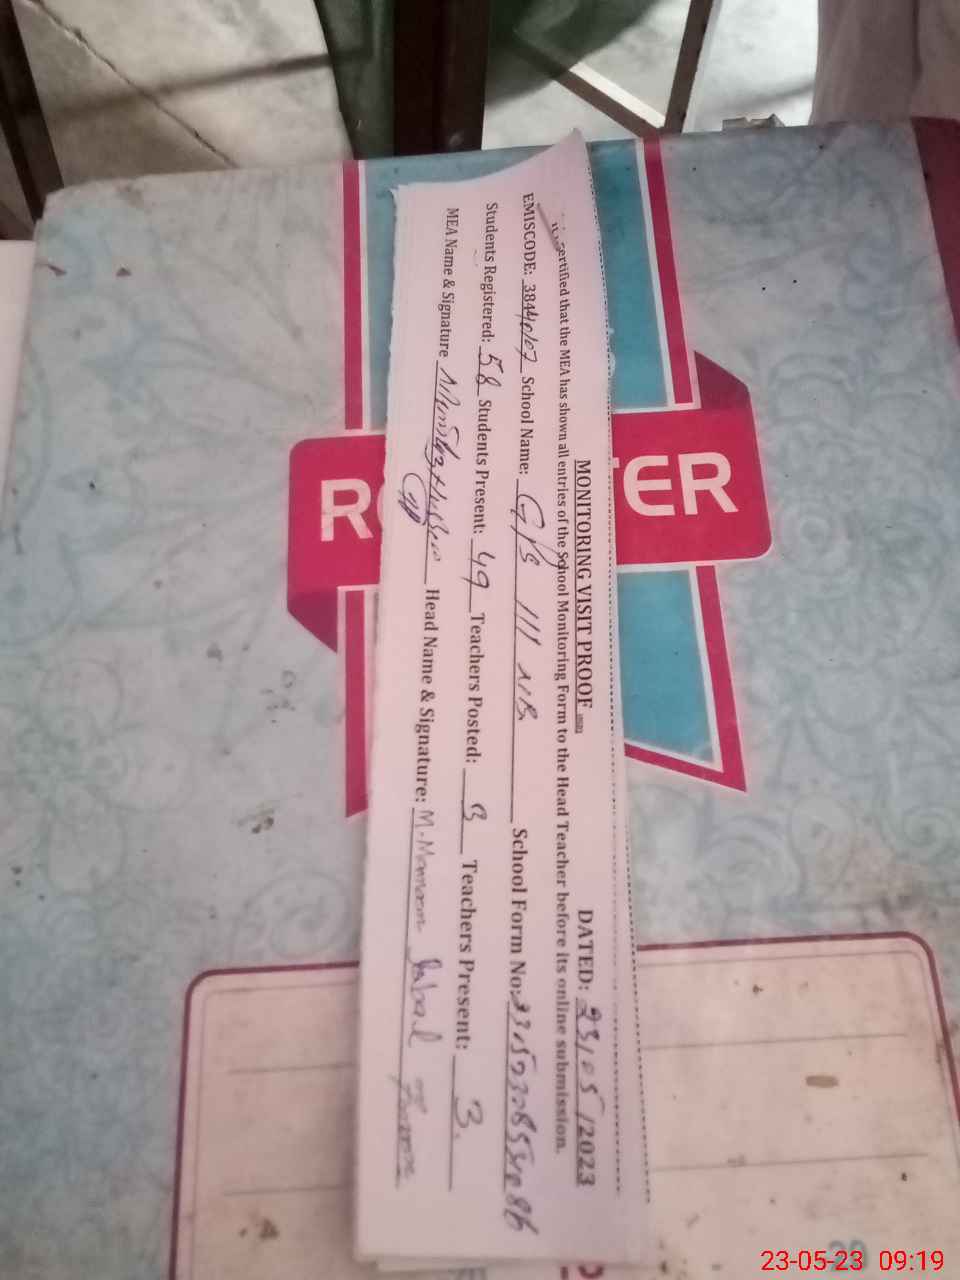 MONITORING VISIT PROOF DATED: 23/05/2023
certified that the MEA has shown all entries of the School Monitoring Form to the Head Teacher before its online submission.
EMISCODE: 38440107 School Name: GPS 111 NB School Form No:
Students Registered: 58 Students Present: 49 Teachers Posted: 3 Teachers Present: 3.
MEA Name & Signature Head Name & Signature: M.
R
TER
23-05-23 09:19